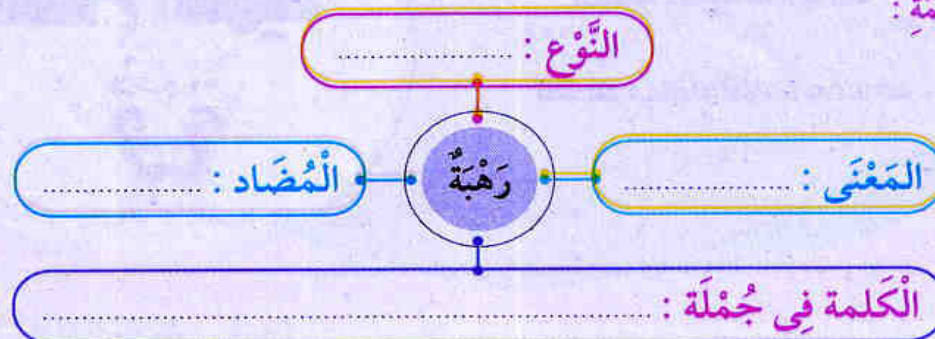 النَّوْع : ....................
المَعْنَى : ....................
رَهْبَةٌ
الْمُضَاد : ....................
الْكَلمة فِى جُمْلَة : ....................